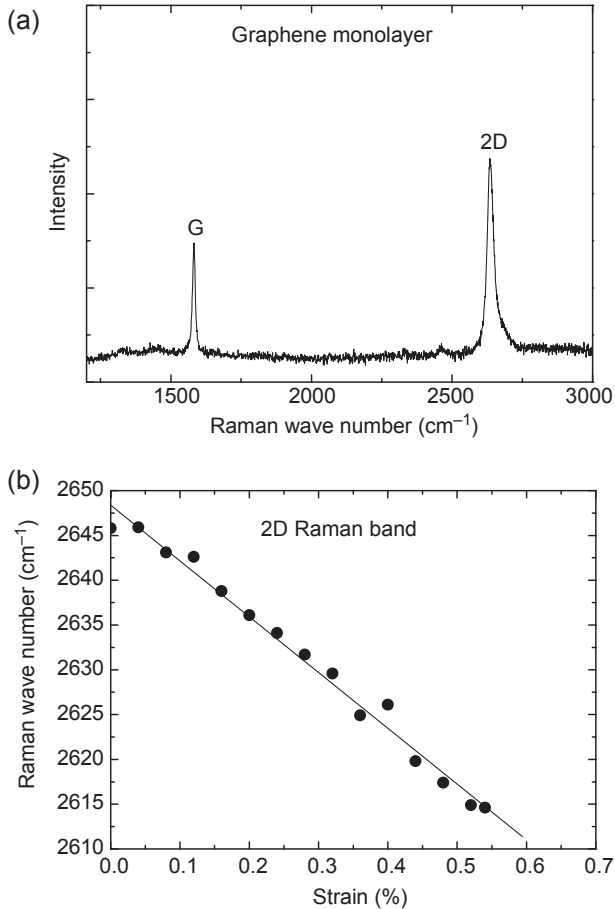 (a)
Graphene monolayer
2D
G
Intensity
1500 2000 2500 3000
Raman wave number (cm⁻¹)
(b)
2650
2645
2640
2635
2630
2625
2620
2615
2610
2D Raman band
Raman wave number (cm⁻¹)
0.0 0.1 0.2 0.3 0.4 0.5 0.6 0.7
Strain (%)